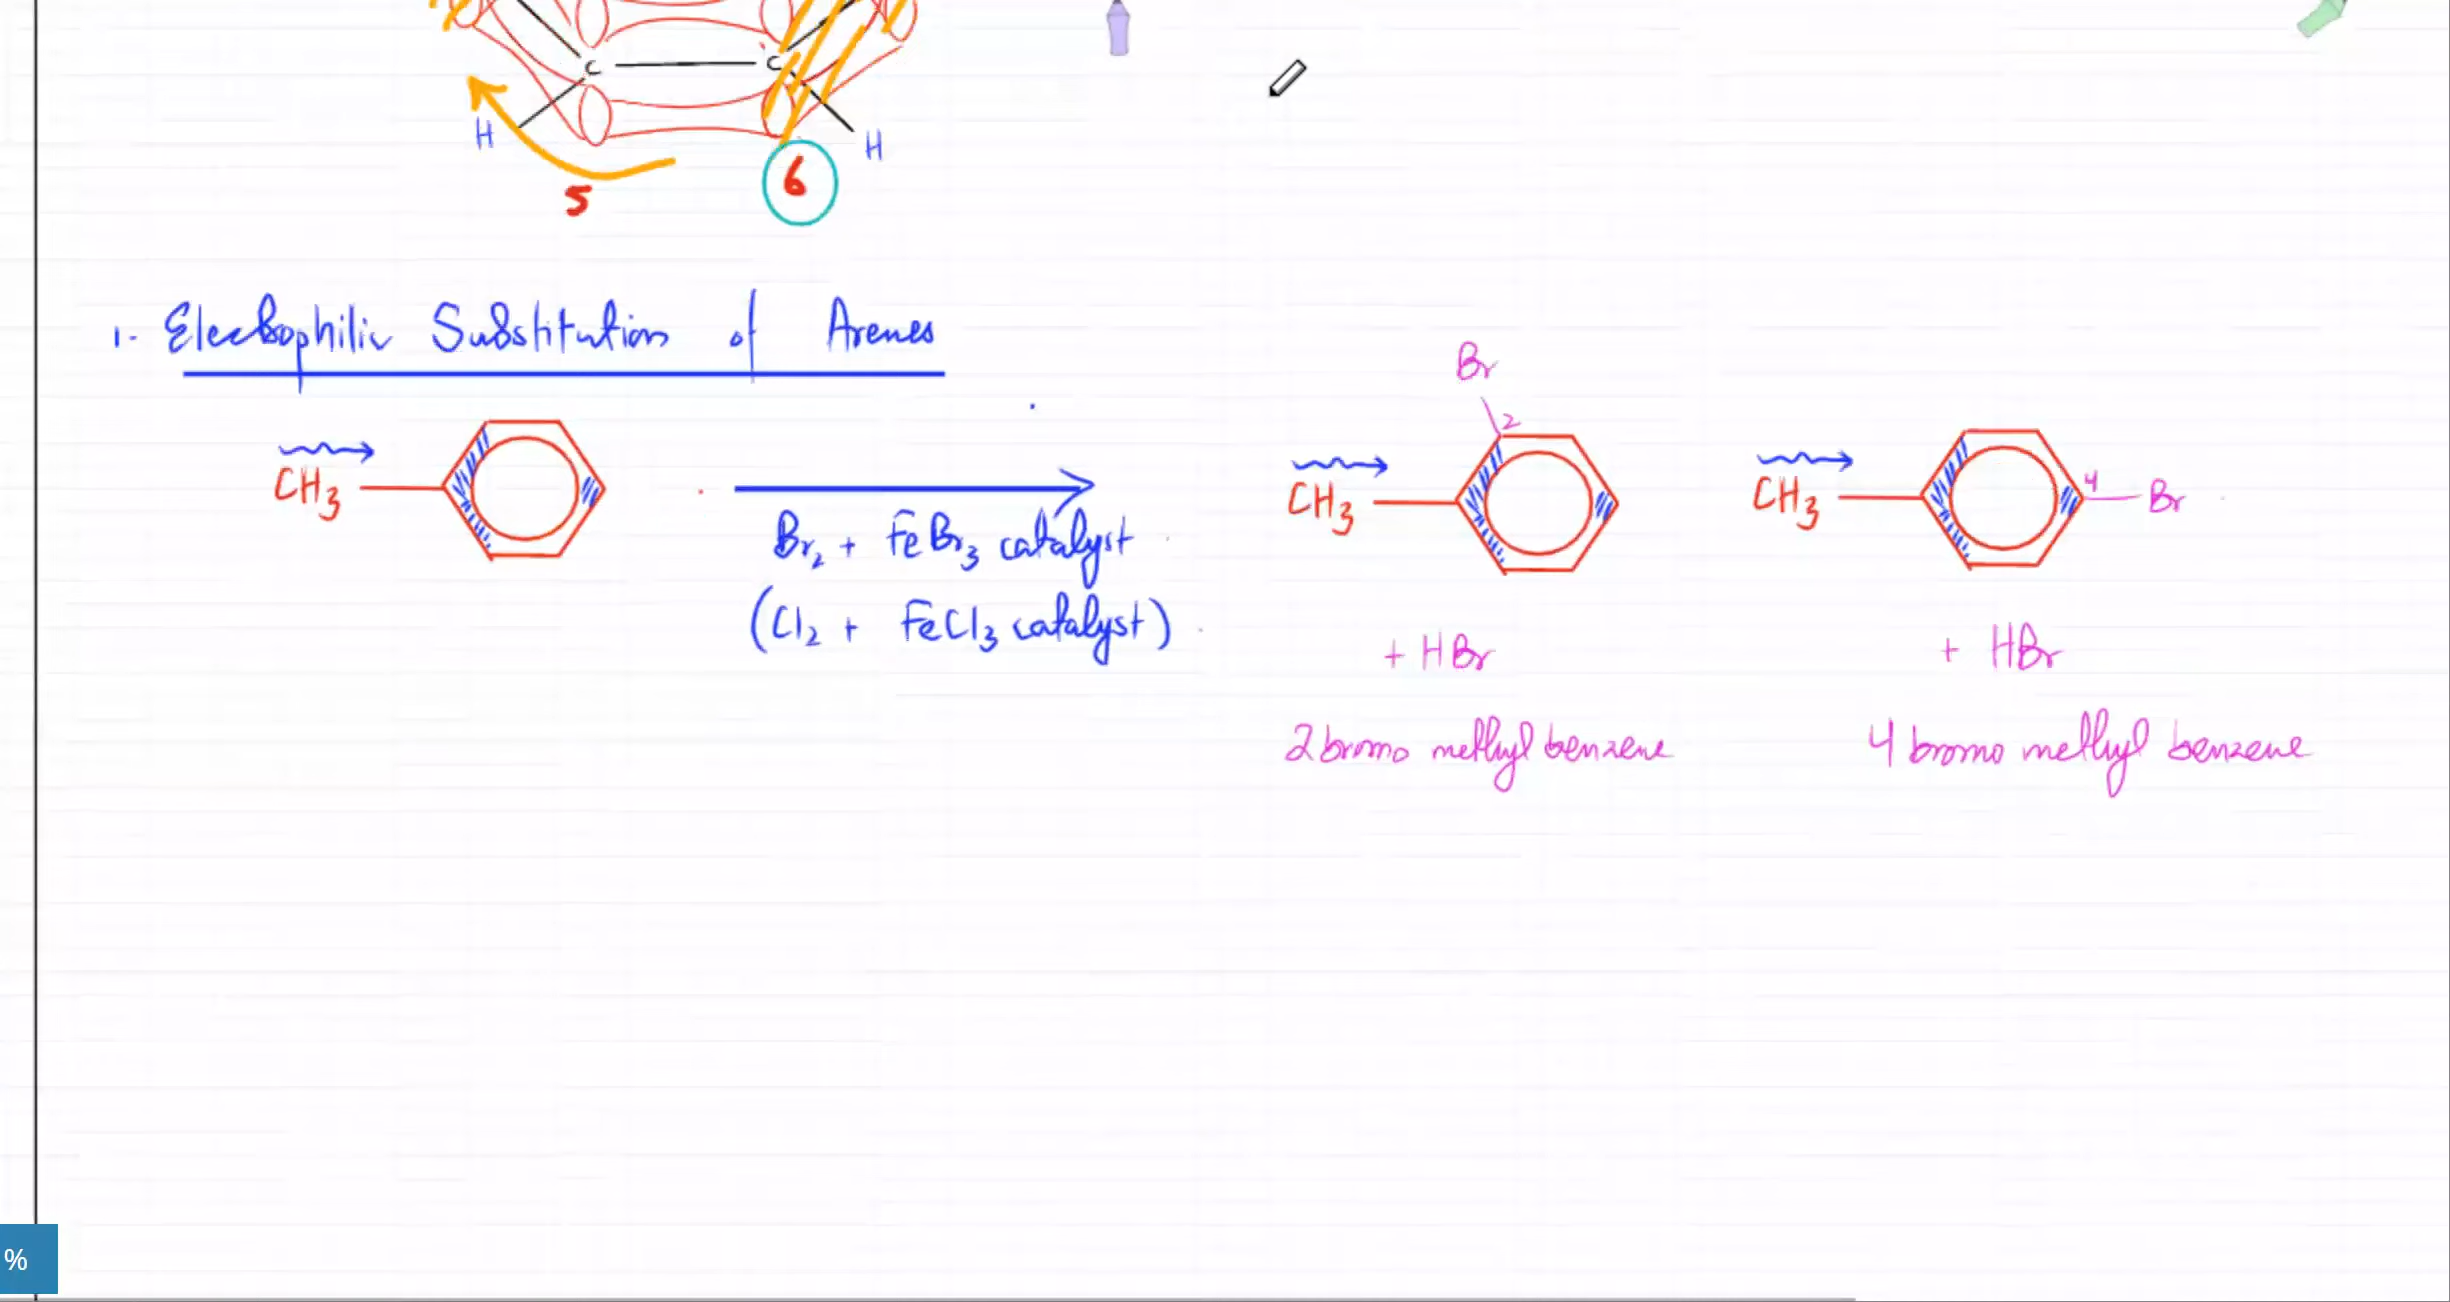 C C
H H
5 6
1. Electrophilic Substitution of Arenes
CH3
Br2 + FeBr3 catalyst
(Cl2 + FeCl3 catalyst)
Br
2
CH3
+ HBr
2 bromo methyl benzene
CH3 4 Br
+ HBr
4 bromo methyl benzene
%